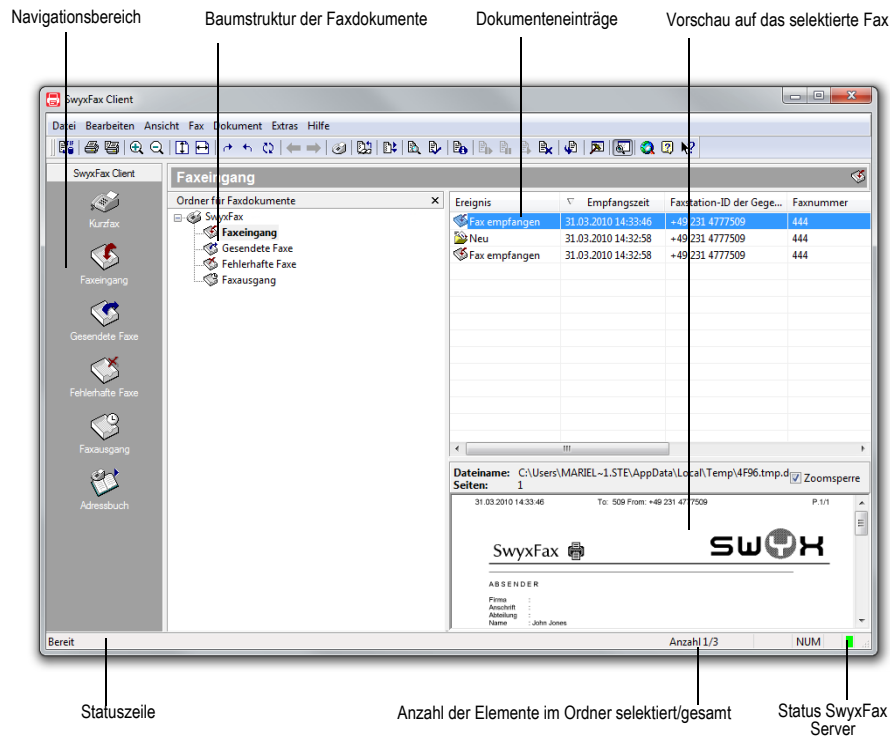 Navigationsbereich
Baumstruktur der Faxdokumente
Dokumenteneinträge
Vorschau auf das selektierte Fax
SwyxFax Client
Datei Bearbeiten Ansicht Fax Dokument Extras Hilfe
SwyxFax Client
Faxeingang
Kurzfax
Faxeingang
Gesendete Faxe
Fehlerhafte Faxe
Faxausgang
Adressbuch
Ordner für Faxdokumente
SwyxFax
Faxeingang
Gesendete Faxe
Fehlerhafte Faxe
Faxausgang
Ereignis Empfangszeit Faxstation-ID der Gege... Faxnummer
Fax empfangen 31.03.2010 14:33:46 +49 231 4777509 444
Neu 31.03.2010 14:32:58 +49 231 4777509 444
Fax empfangen 31.03.2010 14:32:58 +49 231 4777509 444
Dateiname: C:\Users\MARIEL~1.STE\AppData\Local\Temp\4F96.tmp.d
Zoomsperre
Seiten: 1
31.03.2010 14:33:46 To: 509 From: +49 231 4777509 P.1/1
SwyxFax
swyx
ABSENDER
Firma :
Anschrift :
Abteilung :
Name : John Jones
Bereit
Anzahl 1/3
NUM
Statuszeile
Anzahl der Elemente im Ordner selektiert/gesamt
Status SwyxFax
Server